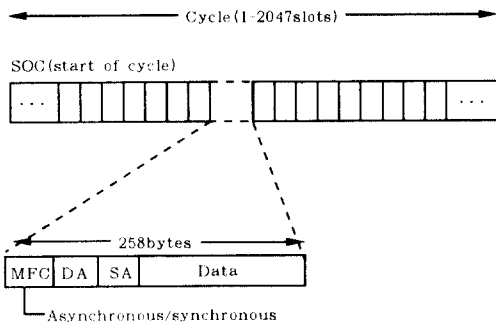 Cycle(1-2047slots)
SOC(start of cycle)
... ...
258bytes
MFC DA SA Data
Asynchronous/synchronous